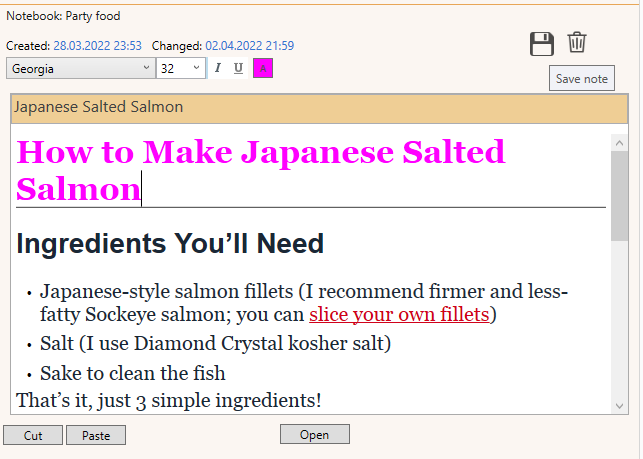 Notebook: Party food
Created: 28.03.2022 23:53 Changed: 02.04.2022 21:59
Georgia 32 I U A
Save note
Japanese Salted Salmon
How to Make Japanese Salted
Salmon
Ingredients You’ll Need
• Japanese-style salmon fillets (I recommend firmer and less-
fatty Sockeye salmon; you can slice your own fillets)
• Salt (I use Diamond Crystal kosher salt)
• Sake to clean the fish
That’s it, just 3 simple ingredients!
Cut Paste Open